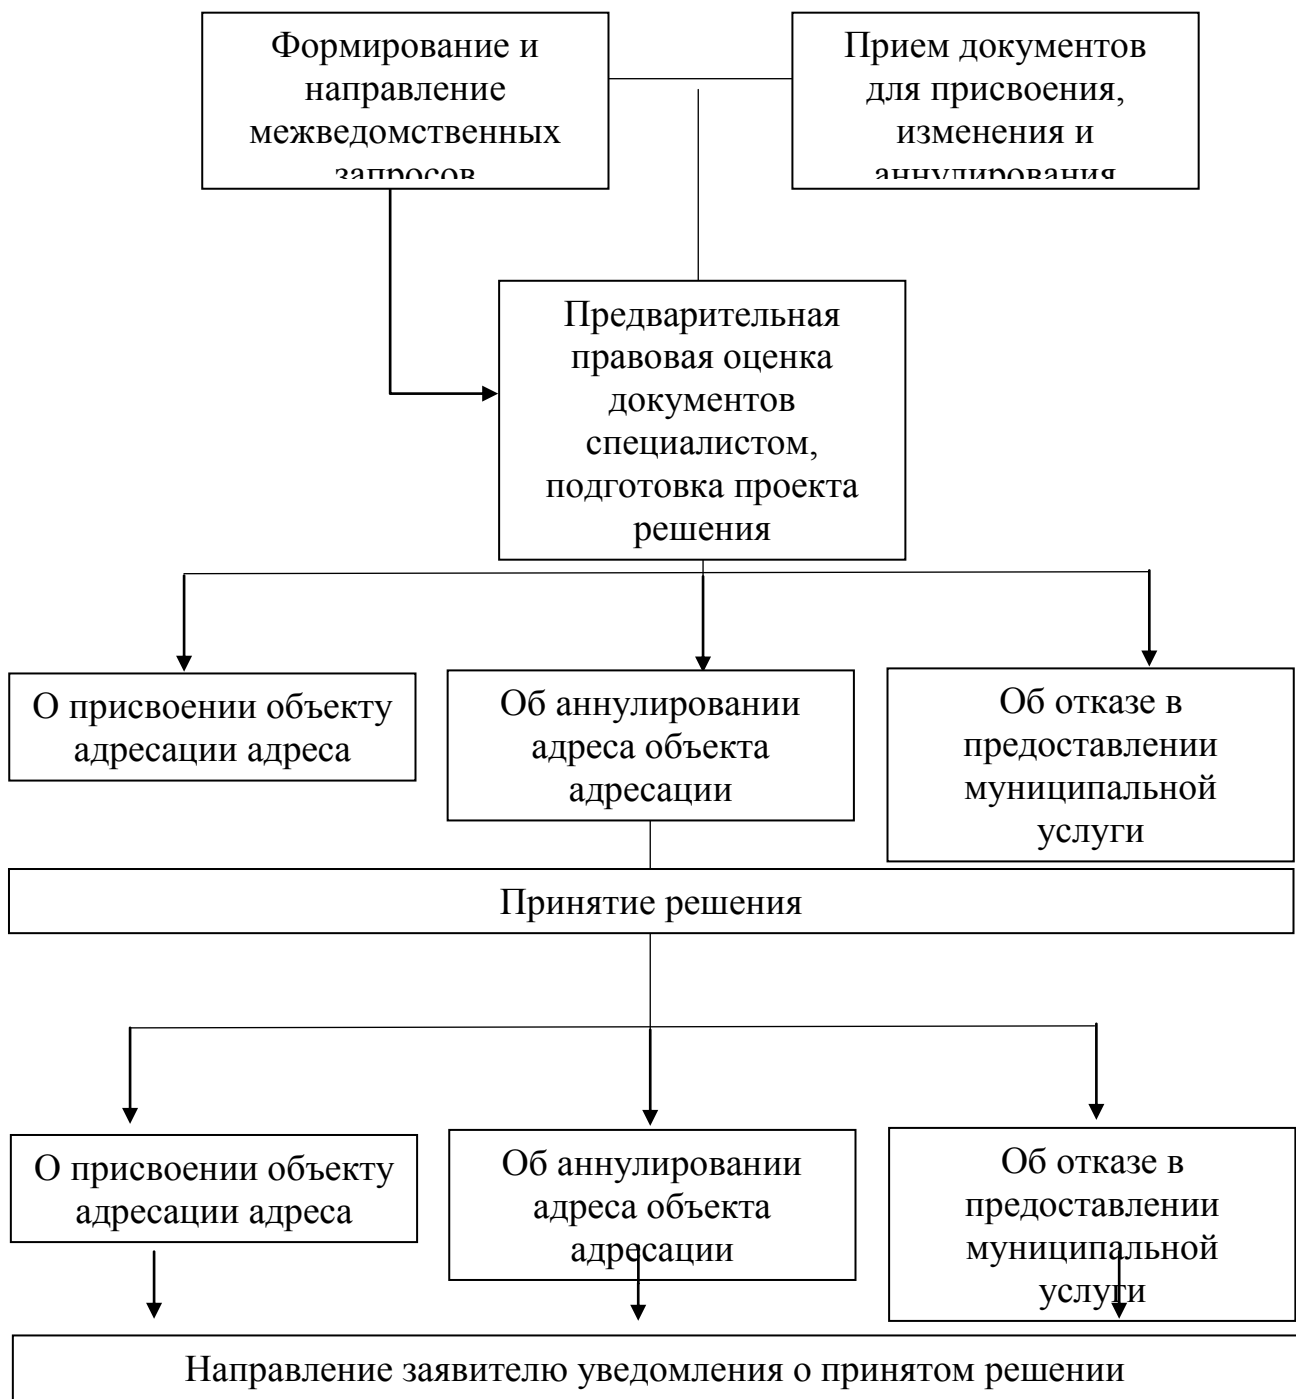 Формирование и
направление
межведомственных
запросов
Прием документов
для присвоения,
изменения и
аннулирования
Предварительная
правовая оценка
документов
специалистом,
подготовка проекта
решения
О присвоении объекту
адресации адреса
Об аннулировании
адреса объекта
адресации
Об отказе в
предоставлении
муниципальной
услуги
Принятие решения
О присвоении объекту
адресации адреса
Об аннулировании
адреса объекта
адресации
Об отказе в
предоставлении
муниципальной
услуги
Направление заявителю уведомления о принятом решении